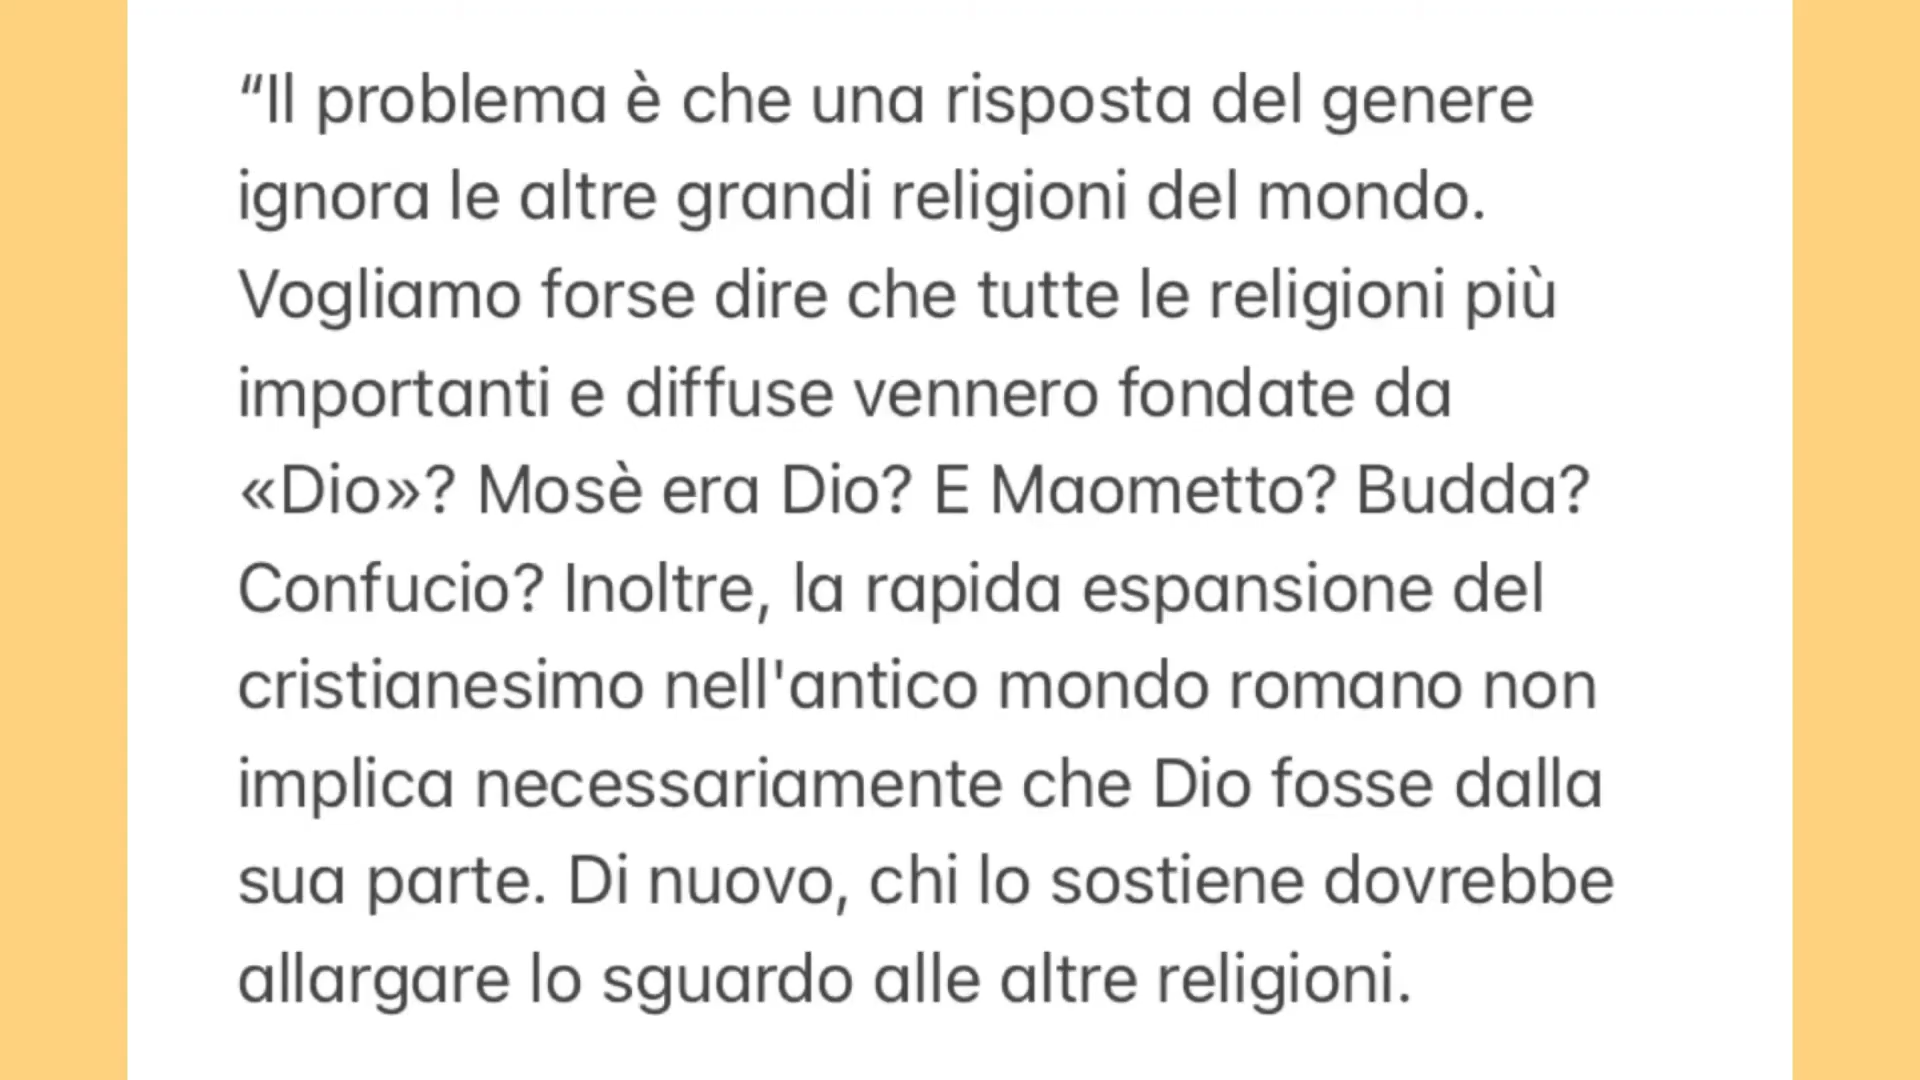 “Il problema è che una risposta del genere
ignora le altre grandi religioni del mondo.
Vogliamo forse dire che tutte le religioni più
importanti e diffuse vennero fondate da
«Dio»? Mosè era Dio? E Maometto? Budda?
Confucio? Inoltre, la rapida espansione del
cristianesimo nell'antico mondo romano non
implica necessariamente che Dio fosse dalla
sua parte. Di nuovo, chi lo sostiene dovrebbe
allargare lo sguardo alle altre religioni.